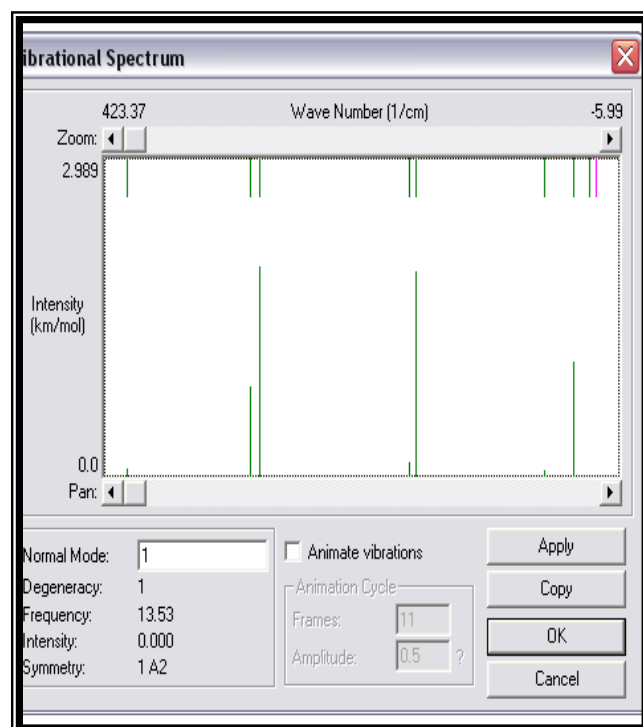 ibrational Spectrum
423.37 Wave Number (1/cm) -5.99
Zoom:
2.989
Intensity
(km/mol)
0.0
Pan:
Normal Mode: 1
Degeneracy: 1
Frequency: 13.53
Intensity: 0.000
Symmetry: 1 A2
Animate vibrations
Animation Cycle
Frames: 11
Amplitude: 0.5 ?
Apply
Copy
OK
Cancel